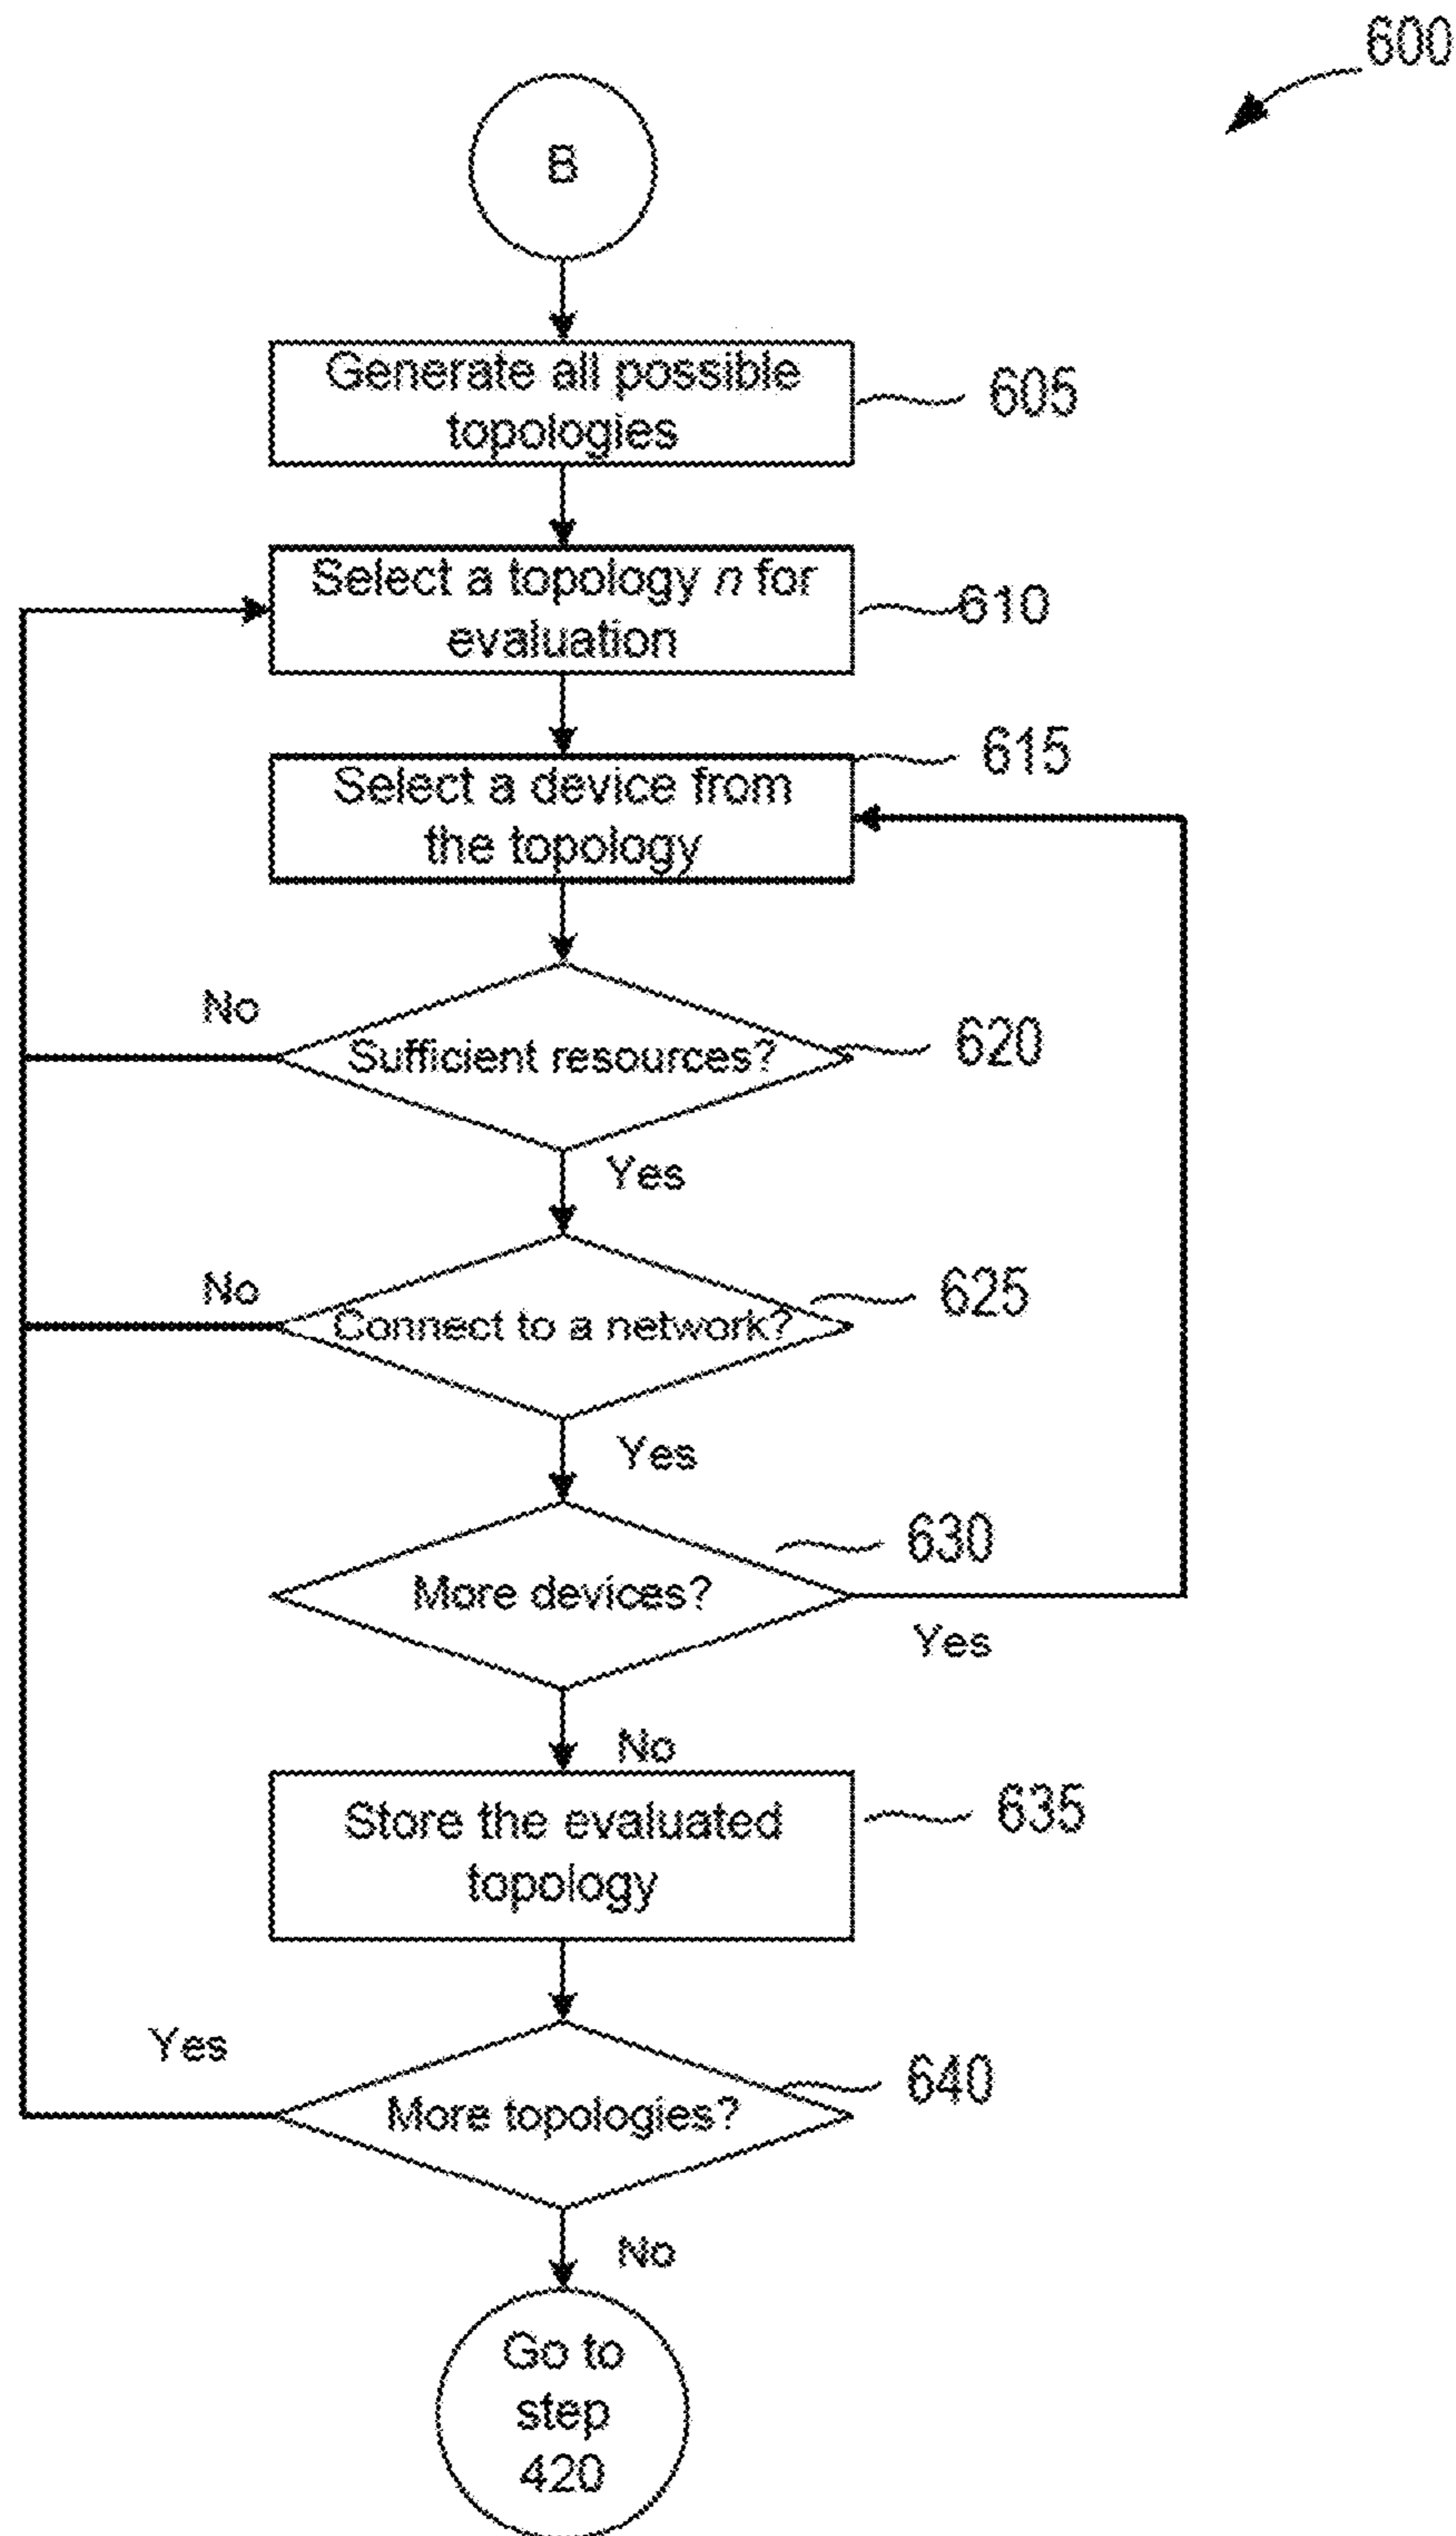 600
B
Generate all possible
topologies
605
Select a topology n for
evaluation
610
615
Select a device from
the topology
No
Sufficient resources?
620
Yes
No
Connect to a network?
625
Yes
630
More devices?
Yes
No
Store the evaluated
topology
635
Yes
640
More topologies?
No
Go to
step
420